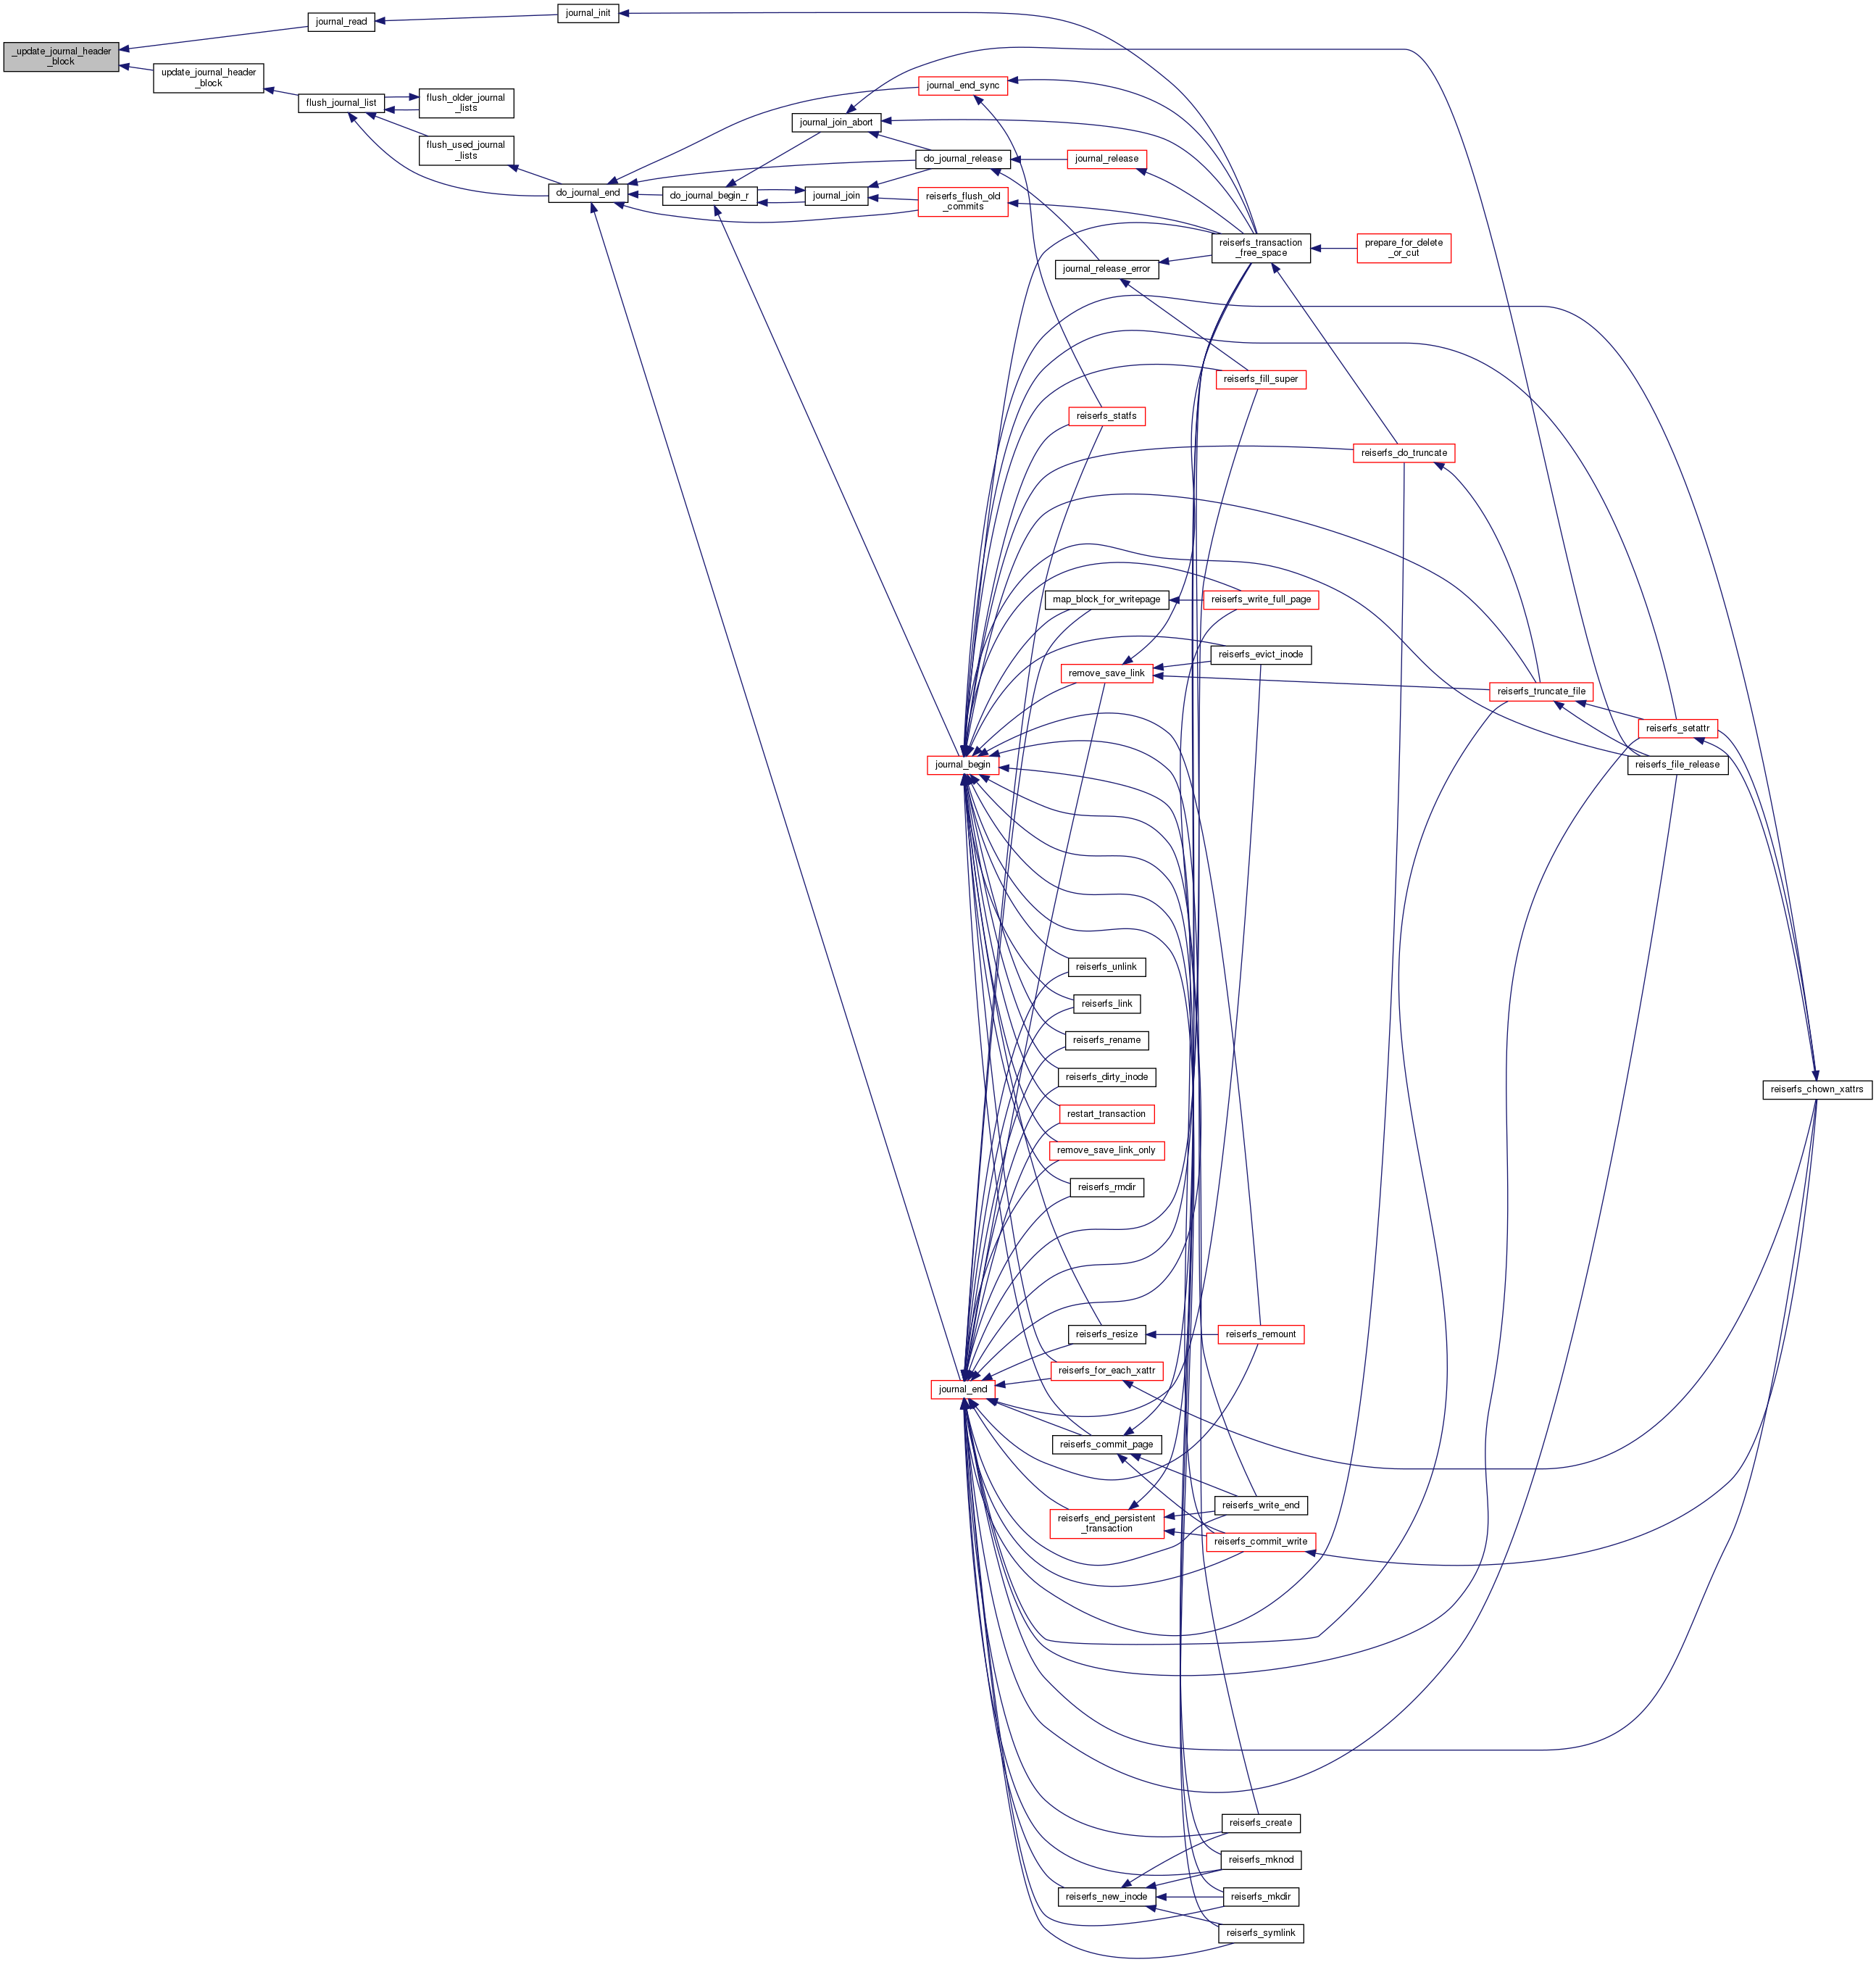 _update_journal_header
_block
journal_read
journal_init
update_journal_header
_block
flush_journal_list
flush_older_journal
_lists
flush_used_journal
_lists
do_journal_end
do_journal_begin_r
journal_join_abort
journal_join
journal_end_sync
do_journal_release
reiserfs_flush_old
_commits
journal_release
journal_release_error
reiserfs_transaction
_free_space
prepare_for_delete
_or_cut
reiserfs_fill_super
reiserfs_statfs
reiserfs_do_truncate
map_block_for_writepage
reiserfs_write_full_page
reiserfs_evict_inode
remove_save_link
reiserfs_truncate_file
reiserfs_setattr
reiserfs_file_release
journal_begin
reiserfs_unlink
reiserfs_link
reiserfs_rename
reiserfs_dirty_inode
restart_transaction
remove_save_link_only
reiserfs_rmdir
reiserfs_chown_xattrs
reiserfs_resize
reiserfs_remount
reiserfs_for_each_xattr
journal_end
reiserfs_commit_page
reiserfs_write_end
reiserfs_end_persistent
_transaction
reiserfs_commit_write
reiserfs_create
reiserfs_mknod
reiserfs_new_inode
reiserfs_mkdir
reiserfs_symlink